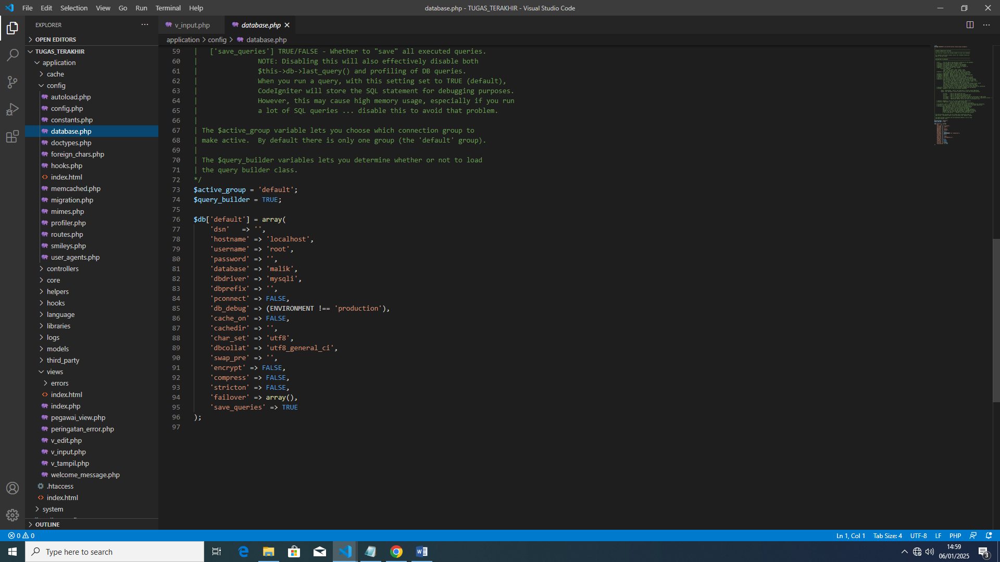 File Edit Selection View Go Run Terminal Help
database.php - TUGAS_TERAKHIR - Visual Studio Code
EXPLORER
OPEN EDITORS
TUGAS_TERAKHIR
application
cache
config
autoload.php
config.php
constants.php
database.php
doctypes.php
foreign_chars.php
hooks.php
index.html
memcached.php
migration.php
mimes.php
profiler.php
routes.php
smileys.php
user_agents.php
controllers
core
helpers
hooks
language
libraries
logs
models
third_party
views
errors
index.html
index.php
pegawai_view.php
peringatan_error.php
v_edit.php
v_input.php
v_tampil.php
welcome_message.php
.htaccess
index.html
system
OUTLINE
v_input.php database.php
application > config > database.php
59 | ['save_queries'] TRUE/FALSE - Whether to "save" all executed queries.
60 | NOTE: Disabling this will also effectively disable both
61 | $this->db->last_query() and profiling of DB queries.
62 | When you run a query, with this setting set to TRUE (default),
63 | CodeIgniter will store the SQL statement for debugging purposes.
64 | However, this may cause high memory usage, especially if you run
65 | a lot of SQL queries ... disable this to avoid that problem.
66 |
67 | The $active_group variable lets you choose which connection group to
68 | make active.  By default there is only one group (the 'default' group).
69 |
70 | The $query_builder variables lets you determine whether or not to load
71 | the query builder class.
72 */
73 $active_group = 'default';
74 $query_builder = TRUE;
75
76 $db['default'] = array(
77 'dsn'   => '',
78 'hostname' => 'localhost',
79 'username' => 'root',
80 'password' => '',
81 'database' => 'malik',
82 'dbdriver' => 'mysqli',
83 'dbprefix' => '',
84 'pconnect' => FALSE,
85 'db_debug' => (ENVIRONMENT !== 'production'),
86 'cache_on' => FALSE,
87 'cachedir' => '',
88 'char_set' => 'utf8',
89 'dbcollat' => 'utf8_general_ci',
90 'swap_pre' => '',
91 'encrypt' => FALSE,
92 'compress' => FALSE,
93 'stricton' => FALSE,
94 'failover' => array(),
95 'save_queries' => TRUE
96 );
97
0 0
Ln 1, Col 1 Tab Size: 4 UTF-8 LF PHP
Type here to search
14:59
06/01/2025
3